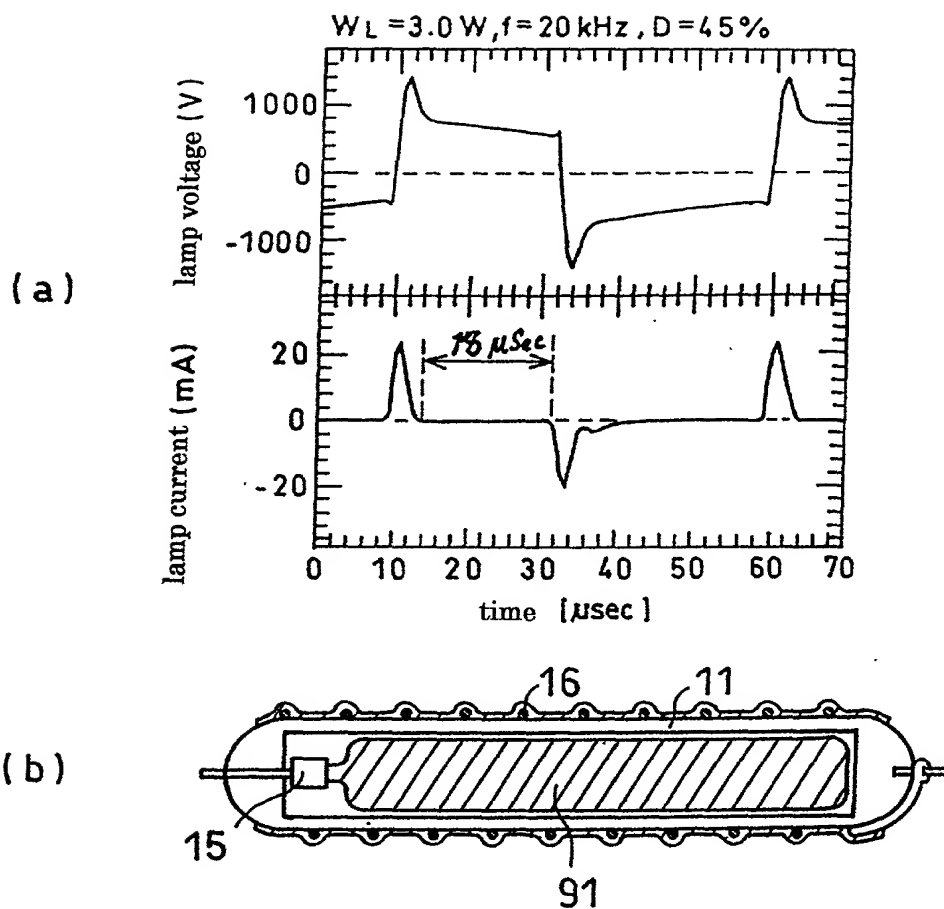 WL=3.0 W, f=20 kHz, D=45%
lamp voltage (V)
1000
0
-1000
(a)
lamp current (mA)
20
0
-20
18 μSec
0 10 20 30 40 50 60 70
time [μsec]
(b)
16
11
15
91